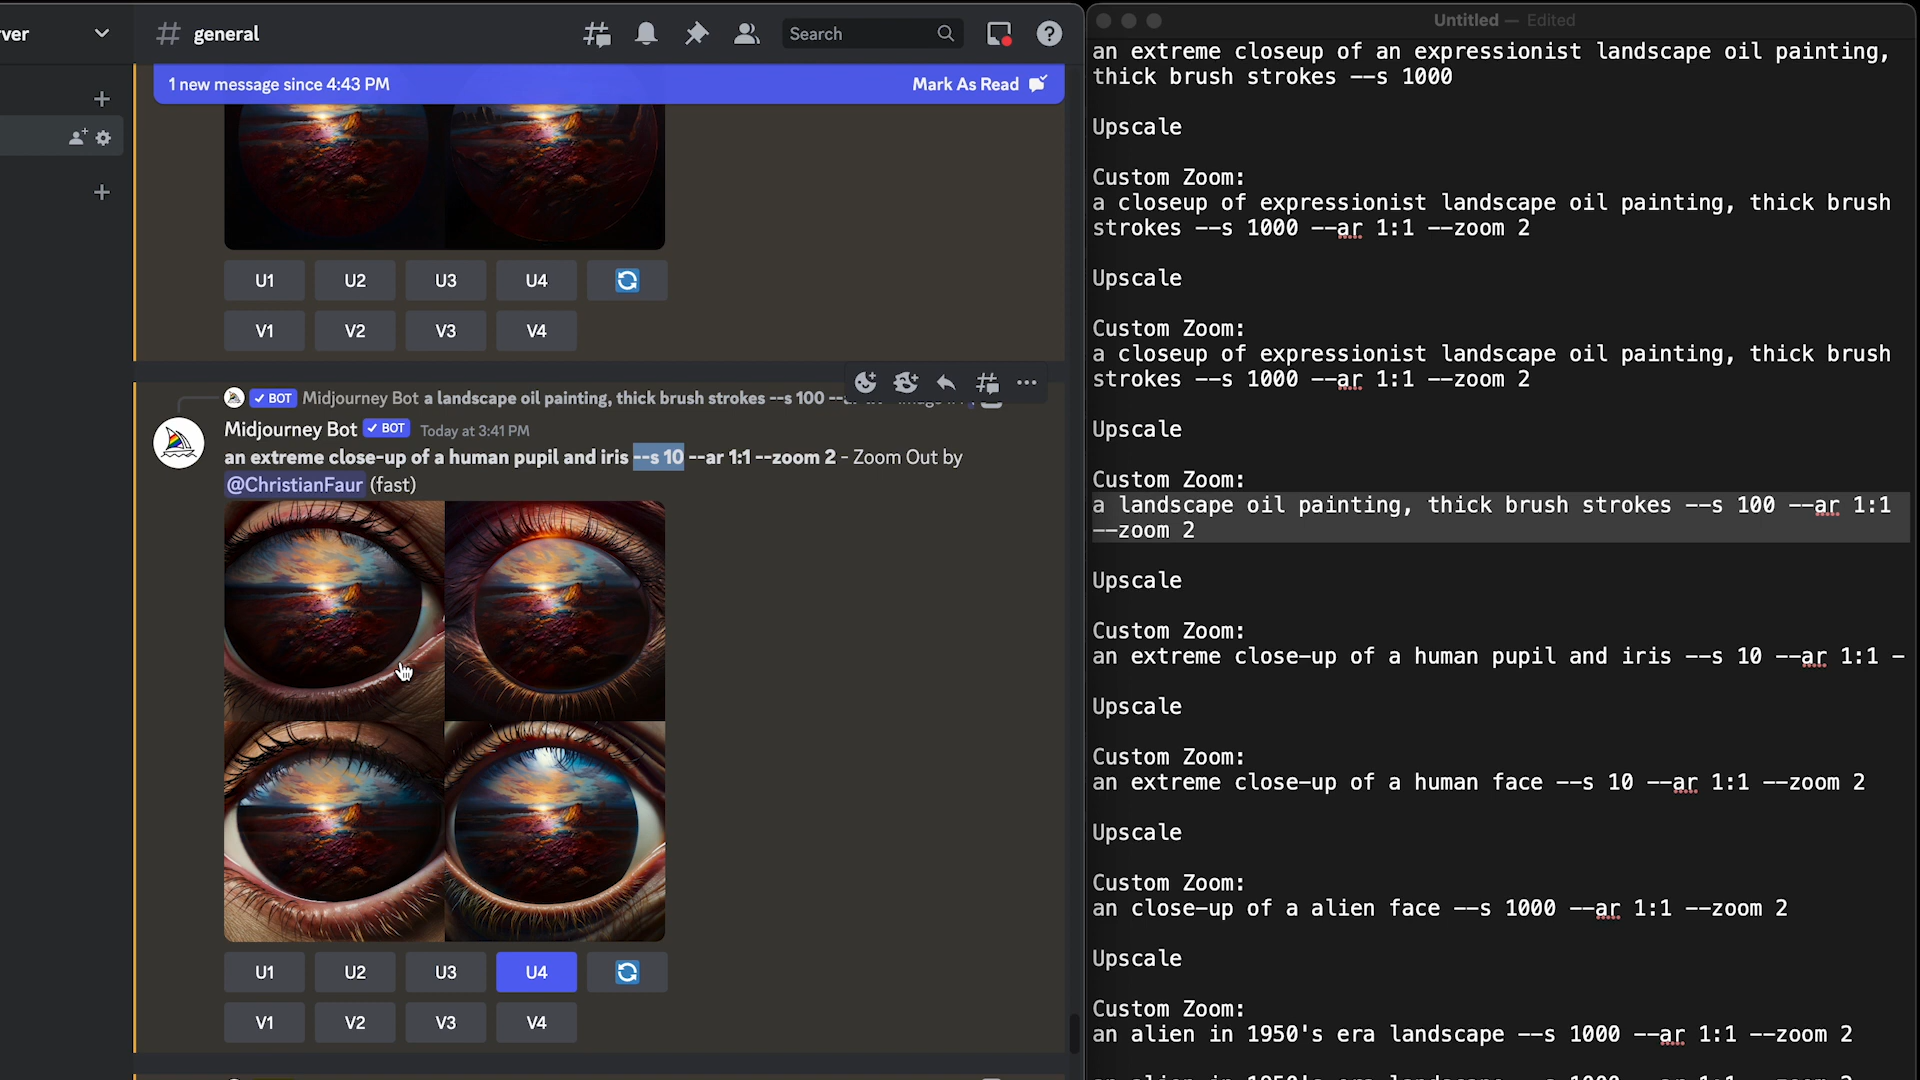 ver
general
Search
1 new message since 4:43 PM
Mark As Read
U1 U2 U3 U4
V1 V2 V3 V4
BOT Midjourney Bot a landscape oil painting, thick brush strokes --s 100
Midjourney Bot BOT Today at 3:41 PM
an extreme close-up of a human pupil and iris --s 10 --ar 1:1 --zoom 2 - Zoom Out by
@ChristianFaur (fast)
U1 U2 U3 U4
V1 V2 V3 V4
Untitled — Edited
an extreme closeup of an expressionist landscape oil painting,
thick brush strokes --s 1000
Upscale
Custom Zoom:
a closeup of expressionist landscape oil painting, thick brush
strokes --s 1000 --ar 1:1 --zoom 2
Upscale
Custom Zoom:
a closeup of expressionist landscape oil painting, thick brush
strokes --s 1000 --ar 1:1 --zoom 2
Upscale
Custom Zoom:
a landscape oil painting, thick brush strokes --s 100 --ar 1:1
--zoom 2
Upscale
Custom Zoom:
an extreme close-up of a human pupil and iris --s 10 --ar 1:1 -
Upscale
Custom Zoom:
an extreme close-up of a human face --s 10 --ar 1:1 --zoom 2
Upscale
Custom Zoom:
an close-up of a alien face --s 1000 --ar 1:1 --zoom 2
Upscale
Custom Zoom:
an alien in 1950's era landscape --s 1000 --ar 1:1 --zoom 2